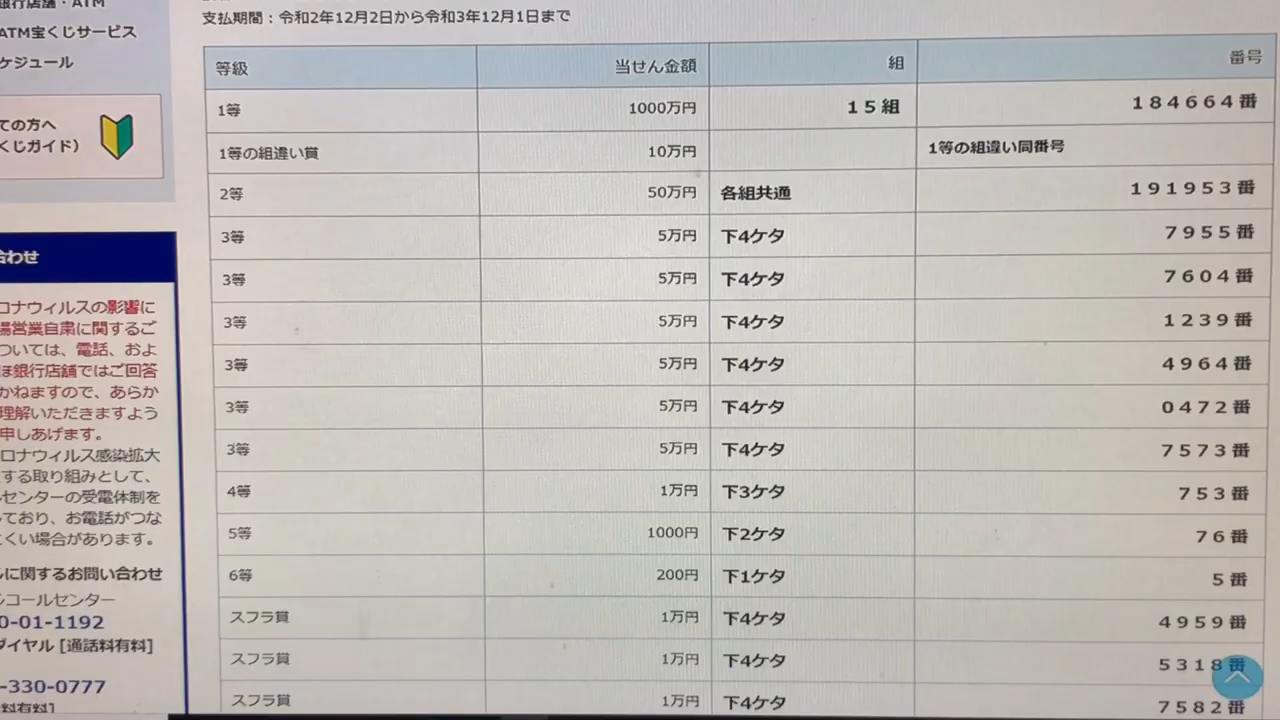 銀行店舗・ATM
ATM宝くじサービス
ケジュール
ての方へ
くじガイド）
合わせ
ロナウィルスの影響に
場営業自粛に関するご
ついては、電話、およ
ほ銀行店舗ではご回答
かねますので、あらか
理解いただきますよう
申しあげます。
ロナウィルス感染拡大
する取り組みとして、
センターの受電体制を
ており、お電話がつな
くい場合があります。
に関するお問い合わせ
コールセンター
0-01-1192
ダイヤル [通話料有料]
-330-0777
料有料]
支払期間：令和2年12月2日から令和3年12月1日まで
等級 当せん金額 組 番号
1等 1000万円 15組 184664番
1等の組違い賞 10万円 1等の組違い同番号
2等 50万円 各組共通 191953番
3等 5万円 下4ケタ 7955番
3等 5万円 下4ケタ 7604番
3等 5万円 下4ケタ 1239番
3等 5万円 下4ケタ 4964番
3等 5万円 下4ケタ 0472番
3等 5万円 下4ケタ 7573番
4等 1万円 下3ケタ 753番
5等 1000円 下2ケタ 76番
6等 200円 下1ケタ 5番
スフラ賞 1万円 下4ケタ 4959番
スフラ賞 1万円 下4ケタ 5318番
スフラ賞 1万円 下4ケタ 7582番